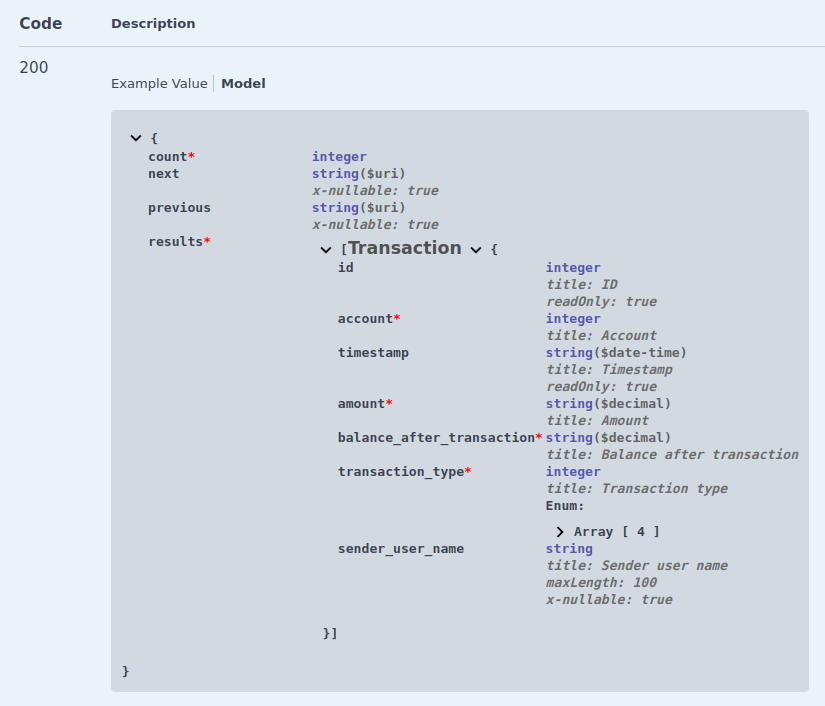 Code Description
200
Example Value Model
{
count* integer
next string($uri)
x-nullable: true
previous string($uri)
x-nullable: true
results* [Transaction {
id integer
title: ID
readOnly: true
account* integer
title: Account
timestamp string($date-time)
title: Timestamp
readOnly: true
amount* string($decimal)
title: Amount
balance_after_transaction* string($decimal)
title: Balance after transaction
transaction_type* integer
title: Transaction type
Enum:
Array [ 4 ]
sender_user_name string
title: Sender user name
maxLength: 100
x-nullable: true
}]
}